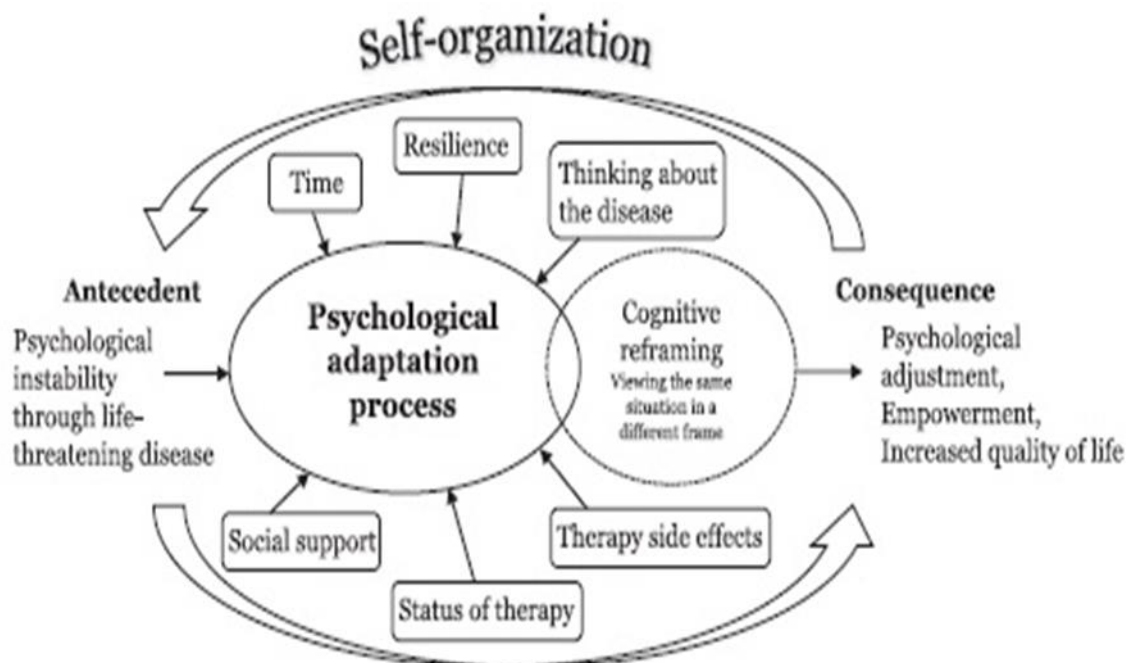 Self-organization
Resilience
Time
Thinking about
the disease
Antecedent
Psychological
instability
through life-
threatening disease
Psychological
adaptation
process
Cognitive
reframing
Viewing the same
situation in a
different frame
Consequence
Psychological
adjustment,
Empowerment,
Increased quality of life
Social support
Therapy side effects
Status of therapy